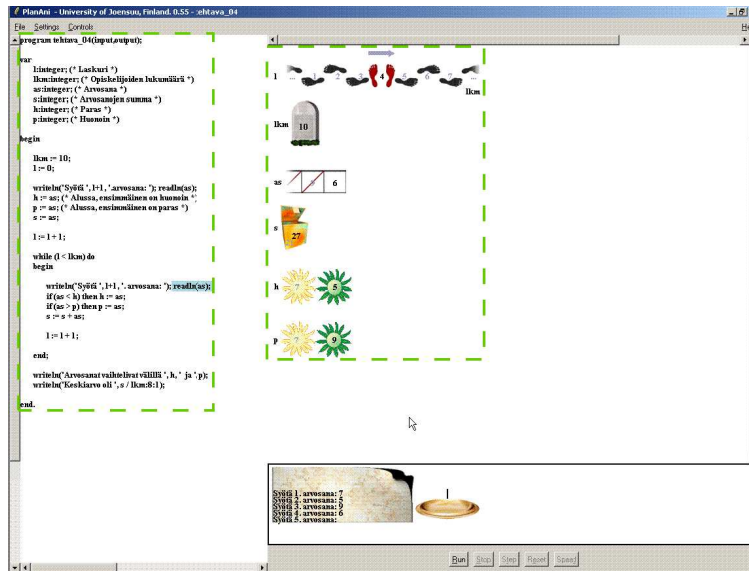 PlanAni - University of Joensuu, Finland. 0.55 - :ehtava_04
File Settings Controls
program tehtava_04(input,output);
var
l:integer; (* Laskuri *)
lkm:integer; (* Opiskelijoiden lukumäärä *)
as:integer; (* Arvosana *)
s:integer; (* Arvosanojen summa *)
h:integer; (* Paras *)
p:integer; (* Huonoin *)
begin
lkm := 10;
l := 0;
writeln('Syötä ', l+1 , '.arvosana: '); readln(as);
h := as; (* Alussa, ensimmäinen on huonoin *)
p := as; (* Alussa, ensimmäinen on paras *)
s := as;
l := l + 1 ;
while (l < lkm) do
begin
writeln('Syötä ', l+1 , '. arvosana: '); readln(as);
if (as < h) then h := as;
if (as > p) then p := as;
s := s + as;
l := l + 1 ;
end;
writeln('Arvosanat vaihtelivat välillä ', h, ' ja ',p);
writeln('Keskiarvo oli ', s / lkm:8:1);
end.
l ... 1 2 3 4 5 6 7 ...
lkm
lkm 10
as 6
s 27
h 7 5
p 7 9
Syötä 1. arvosana: 7
Syötä 2. arvosana: 5
Syötä 3. arvosana: 9
Syötä 4. arvosana: 6
Syötä 5. arvosana:
Run Stop Step Reset Speed